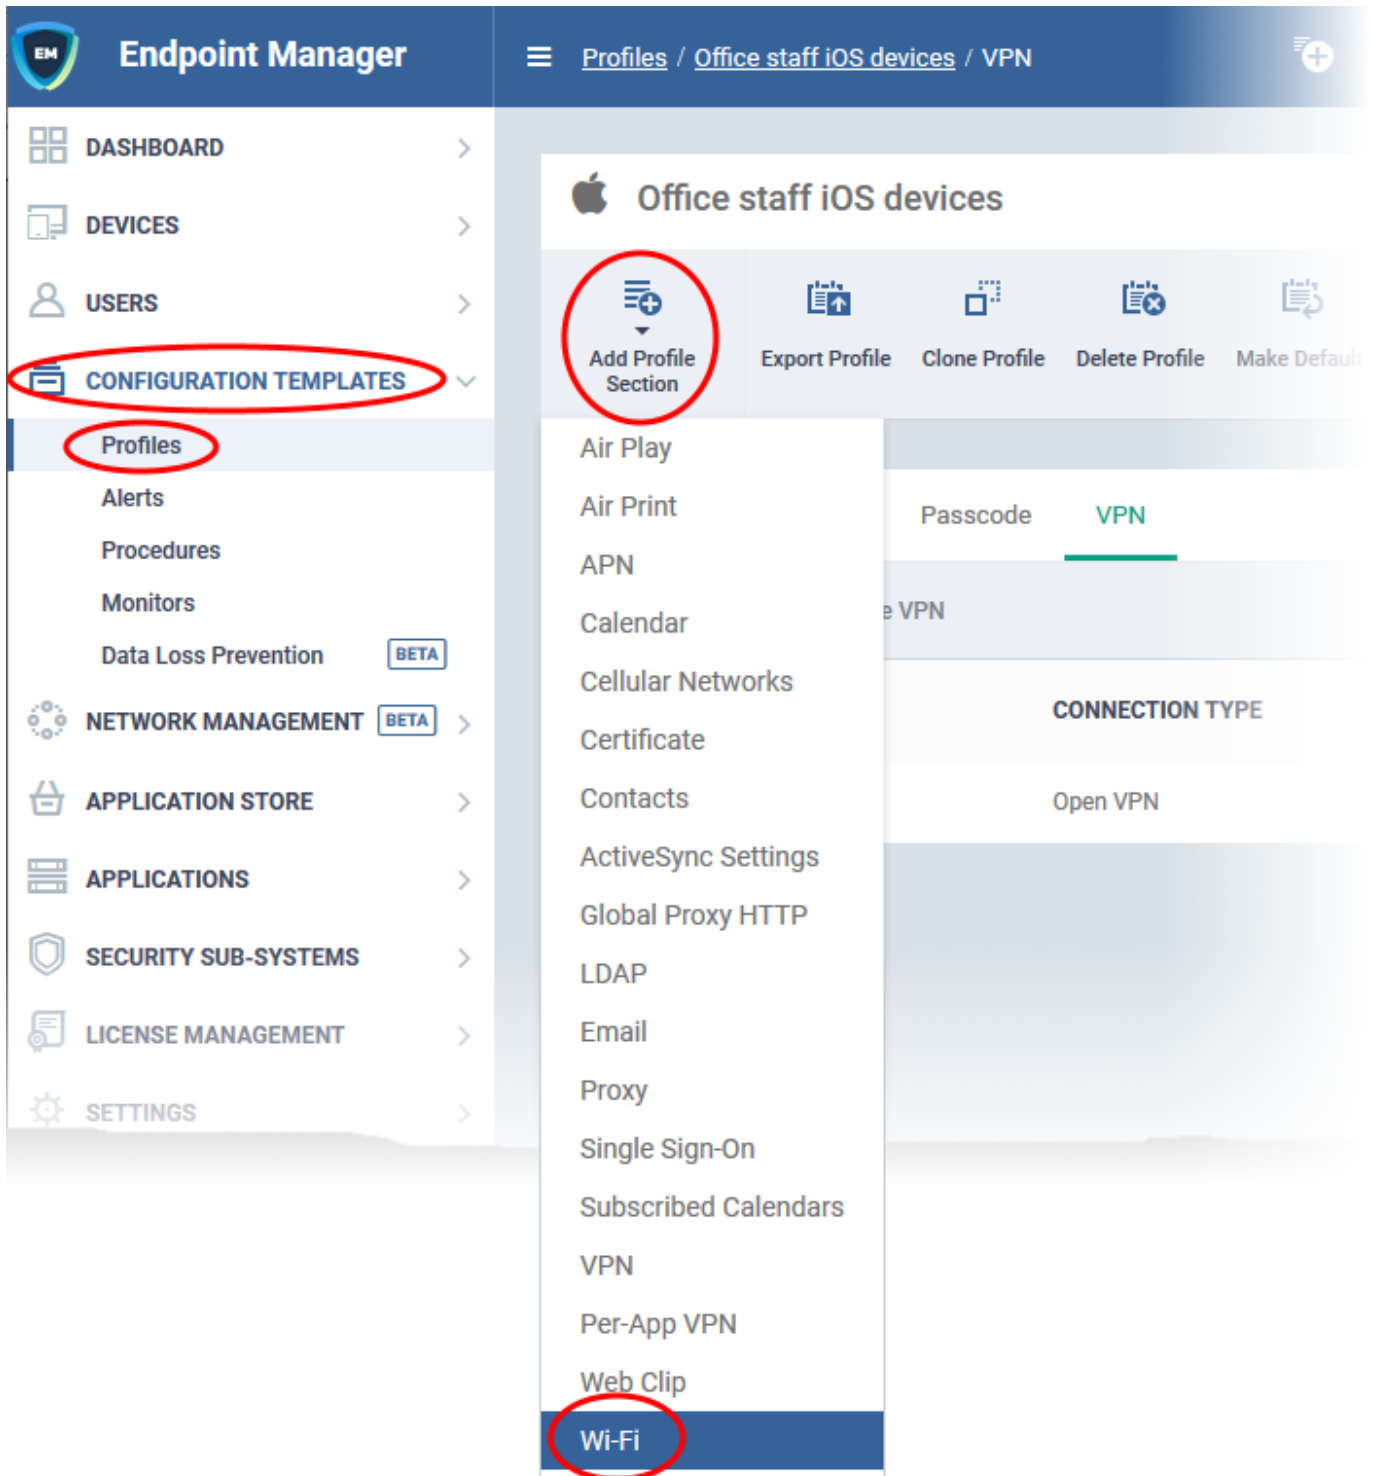 EM
Endpoint Manager
Profiles / Office staff iOS devices / VPN
DASHBOARD
DEVICES
USERS
CONFIGURATION TEMPLATES
Profiles
Alerts
Procedures
Monitors
Data Loss Prevention BETA
NETWORK MANAGEMENT BETA
APPLICATION STORE
APPLICATIONS
SECURITY SUB-SYSTEMS
LICENSE MANAGEMENT
SETTINGS
Office staff iOS devices
Add Profile
Section
Export Profile
Clone Profile
Delete Profile
Make Default
Air Play
Air Print
APN
Calendar
Cellular Networks
Certificate
Contacts
ActiveSync Settings
Global Proxy HTTP
LDAP
Email
Proxy
Single Sign-On
Subscribed Calendars
VPN
Per-App VPN
Web Clip
Wi-Fi
Passcode
VPN
e VPN
CONNECTION TYPE
Open VPN